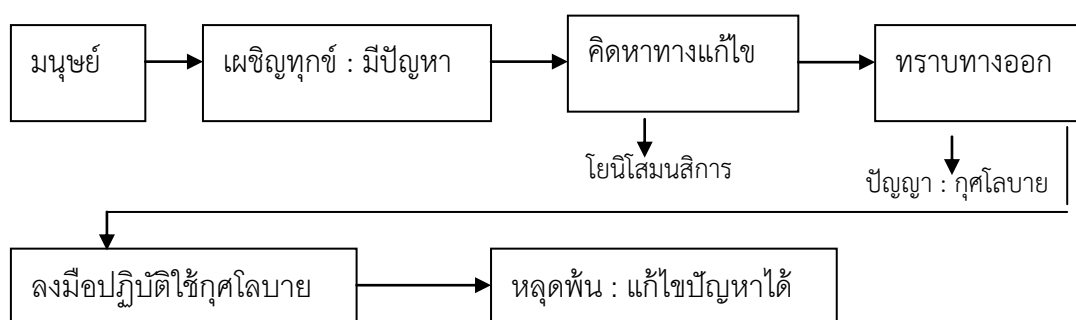 มนุษย์
เผชิญทุกข์ : มีปัญหา
คิดหาทางแก้ไข
ทราบทางออก
โยนิโสมนสิการ
ปัญญา : กุศโลบาย
ลงมือปฏิบัติใช้กุศโลบาย
หลุดพ้น : แก้ไขปัญหาได้